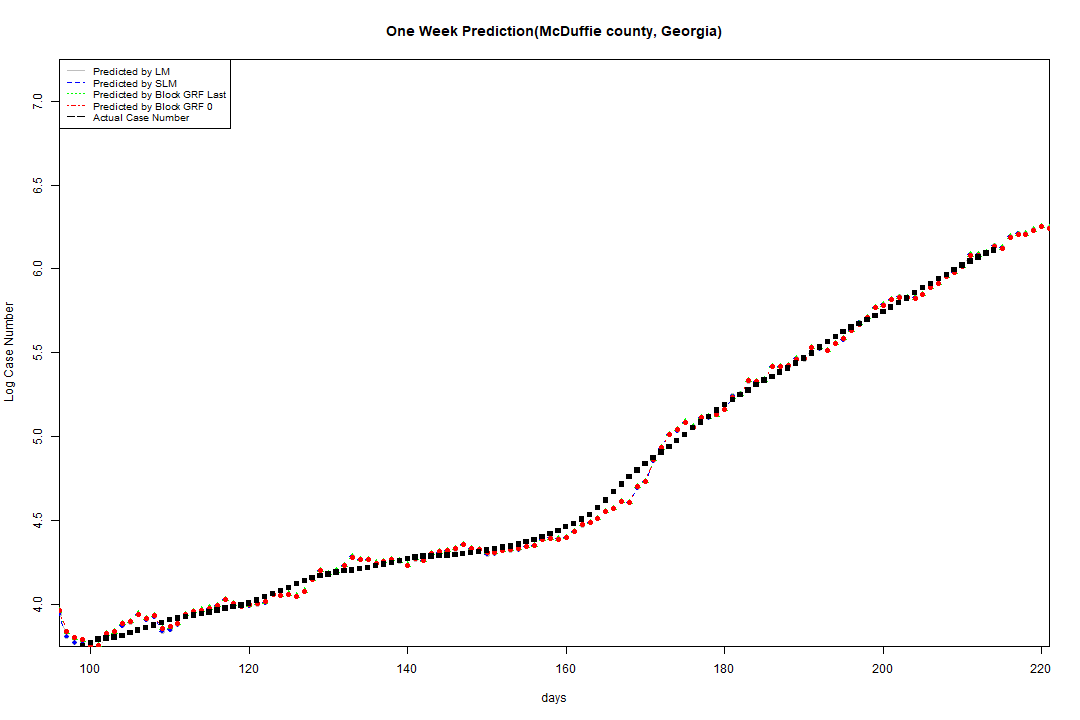 One Week Prediction(McDuffie county, Georgia)
Predicted by LM
Predicted by SLM
Predicted by Block GRF Last
Predicted by Block GRF 0
Actual Case Number
7.0
6.5
6.0
5.5
5.0
4.5
4.0
Log Case Number
100 120 140 160 180 200 220
days